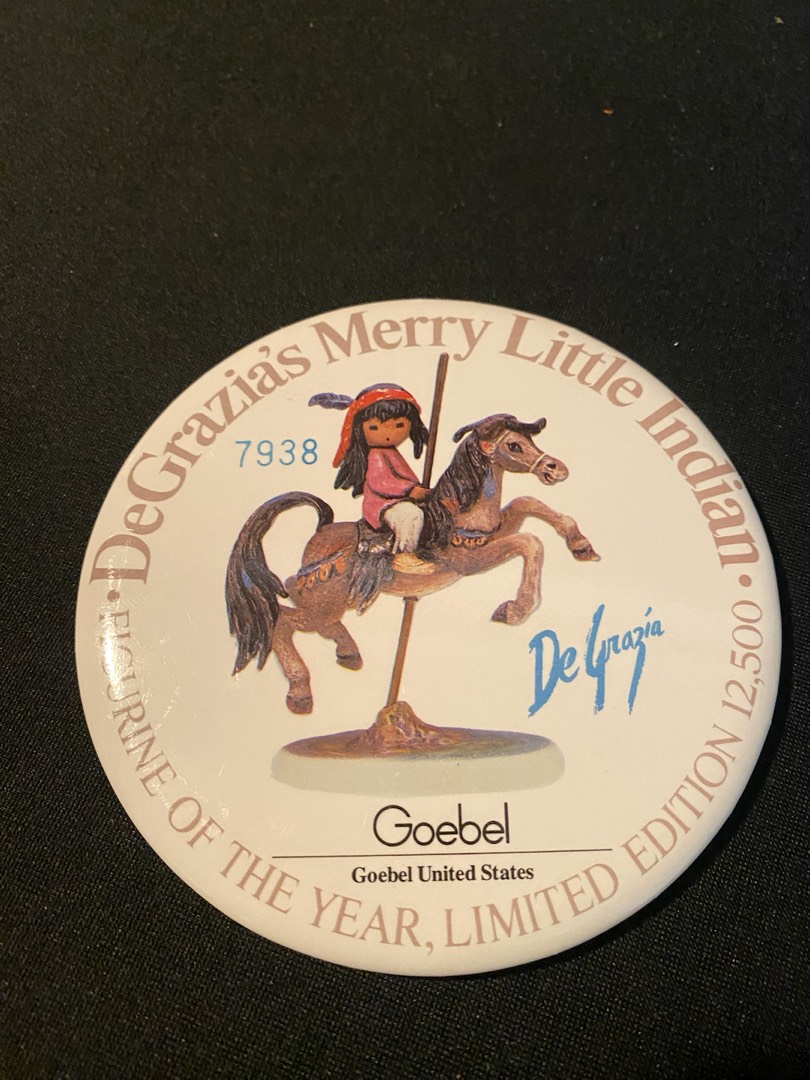 DeGrazia's Merry Little Indian •
7938
De Grazia
Goebel
Goebel United States
• FIGURINE OF THE YEAR, LIMITED EDITION 12,500